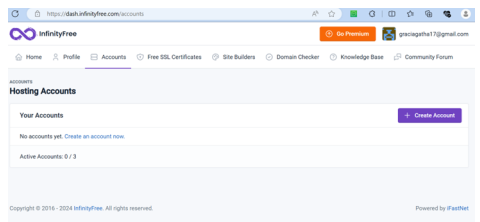 https://dash.infinityfree.com/accounts
InfinityFree
Go Premium
graciagatha17@gmail.com
Home Profile Accounts Free SSL Certificates Site Builders Domain Checker Knowledge Base Community Forum
ACCOUNTS
Hosting Accounts
Your Accounts
+ Create Account
No accounts yet. Create an account now.
Active Accounts: 0 / 3
Copyright © 2016 - 2024 InfinityFree. All rights reserved.
Powered by iFastNet